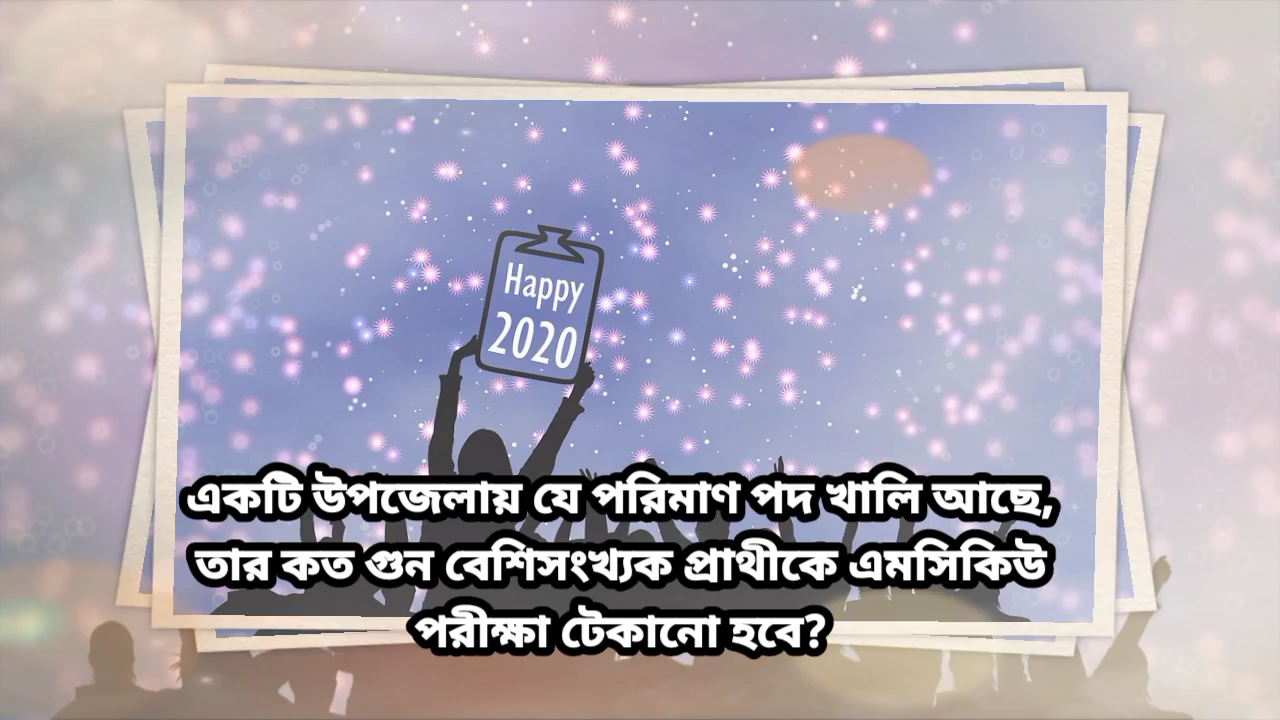 Happy
2020
একটি উপজেলায় যে পরিমাণ পদ খালি আছে,
তার কত গুন বেশিসংখ্যক প্রাথীকে এমসিকিউ
পরীক্ষা টেকানো হবে?